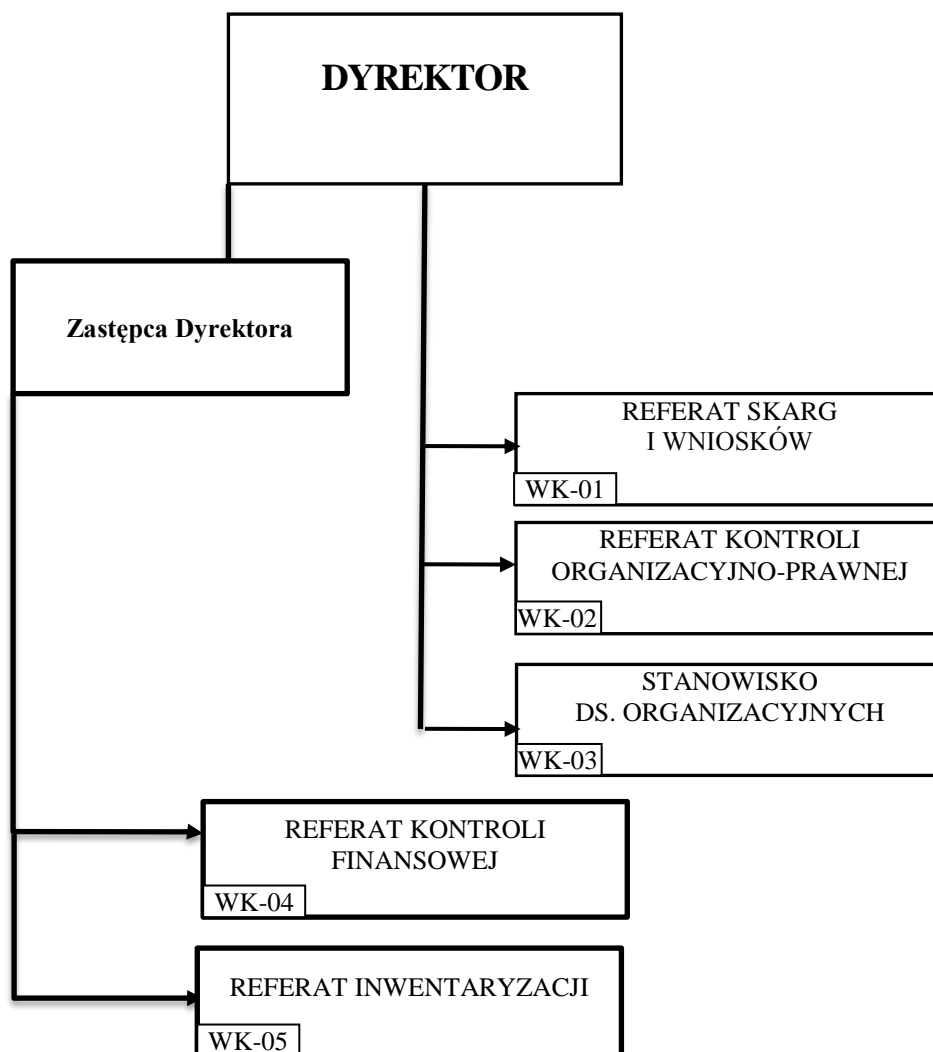 DYREKTOR
Zastępca Dyrektora
REFERAT SKARG
I WNIOSKÓW
WK-01
REFERAT KONTROLI
ORGANIZACYJNO-PRAWNEJ
WK-02
STANOWISKO
DS. ORGANIZACYJNYCH
WK-03
REFERAT KONTROLI
FINANSOWEJ
WK-04
REFERAT INWENTARYZACJI
WK-05